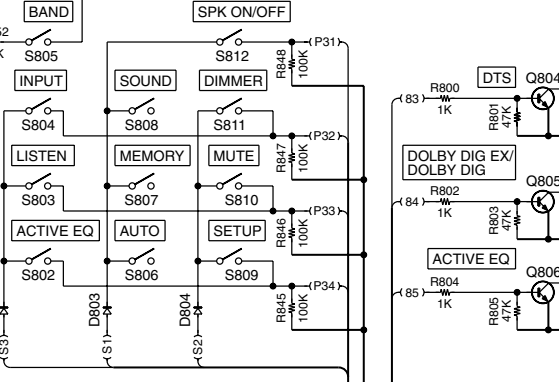 BAND
SPK ON/OFF
S805
S812
(P31)
R848
100K
INPUT
SOUND
DIMMER
S804
S808
S811
(P32)
R847
100K
LISTEN
MEMORY
MUTE
S803
S807
S810
(P33)
R846
100K
ACTIVE EQ
AUTO
SETUP
S802
S806
S809
(P34)
R845
100K
D803
D804
S3)
(S1)
(S2)
DTS
Q804
(83)
R800
1K
R801
47K
DOLBY DIG EX/
DOLBY DIG
Q805
(84)
R802
1K
R803
47K
ACTIVE EQ
Q806
(85)
R804
1K
R805
47K